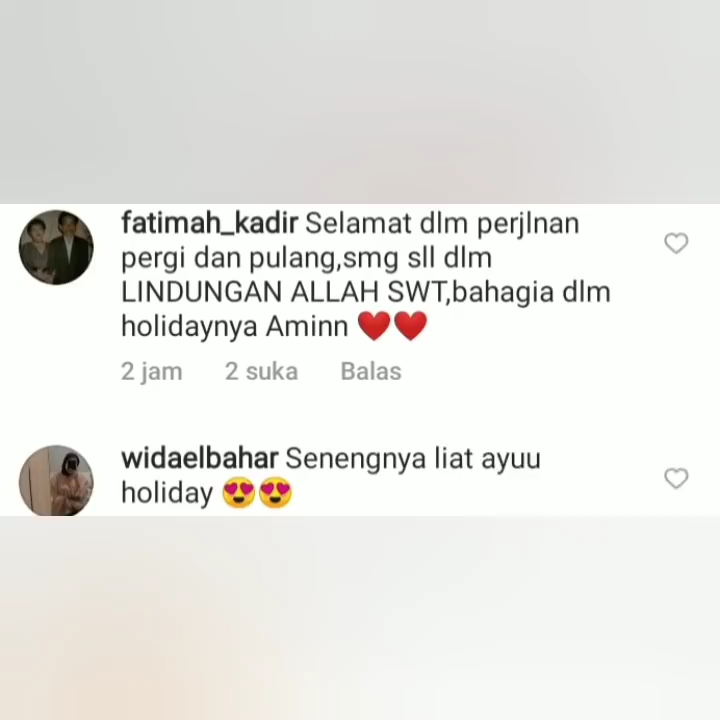 fatimah_kadir Selamat dlm perjlnan
pergi dan pulang,smg sll dlm
LINDUNGAN ALLAH SWT,bahagia dlm
holidaynya Aminn ❤️❤️
2 jam 2 suka Balas
widaelbahar Senengnya liat ayuu
holiday 😍😍